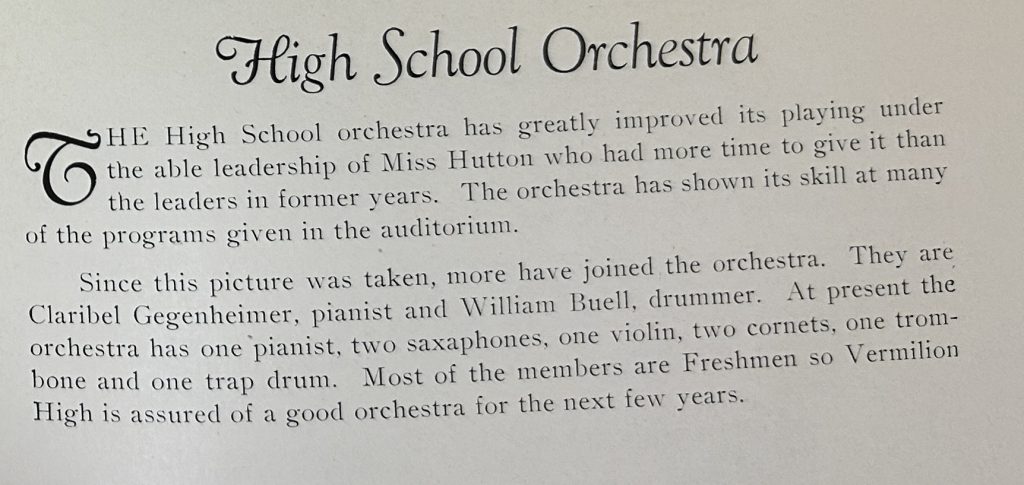 High School Orchestra
THE High School orchestra has greatly improved its playing under
the able leadership of Miss Hutton who had more time to give it than
the leaders in former years. The orchestra has shown its skill at many
of the programs given in the auditorium.
Since this picture was taken, more have joined the orchestra. They are
Claribel Gegenheimer, pianist and William Buell, drummer. At present the
orchestra has one pianist, two saxaphones, one violin, two cornets, one trom-
bone and one trap drum. Most of the members are Freshmen so Vermilion
High is assured of a good orchestra for the next few years.